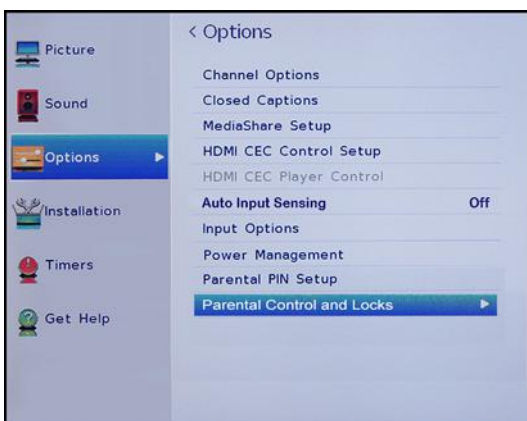 < Options
Picture
Sound
Options
Installation
Timers
Get Help
Channel Options
Closed Captions
MediaShare Setup
HDMI CEC Control Setup
HDMI CEC Player Control
Auto Input Sensing Off
Input Options
Power Management
Parental PIN Setup
Parental Control and Locks